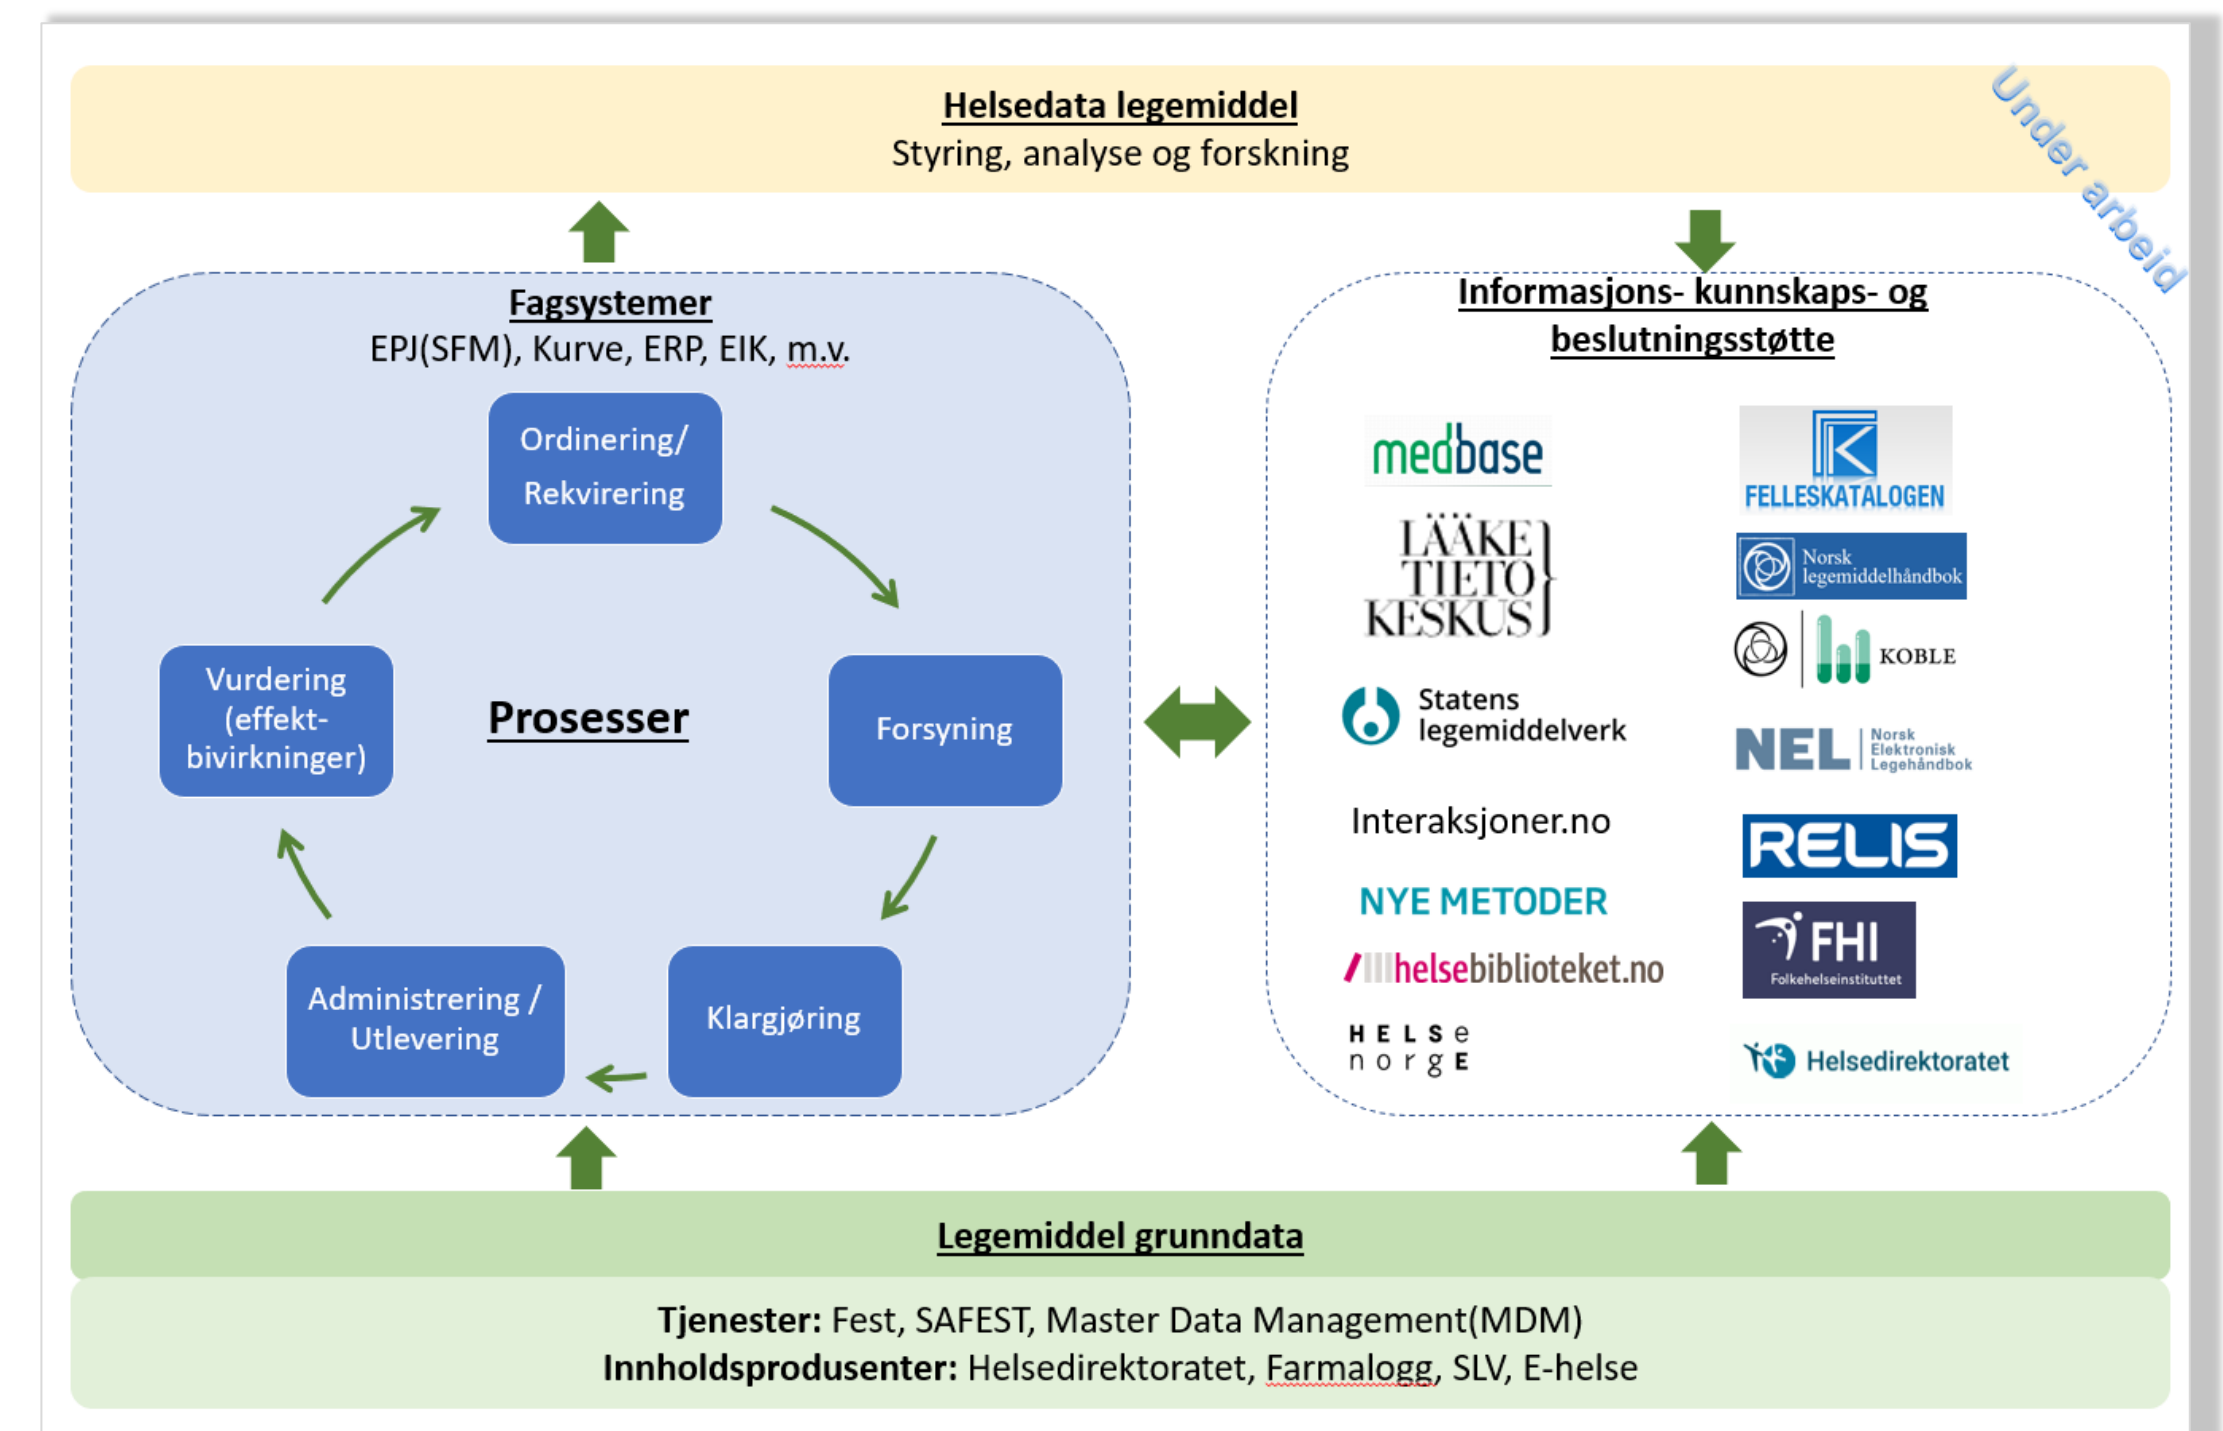 Helsedata legemiddel
Styring, analyse og forskning
Under arbeid
Fagsystemer
EPJ(SFM), Kurve, ERP, EIK, m.v.
Ordinering/
Rekvirering
Forsyning
Klargjøring
Administrering /
Utlevering
Vurdering
(effekt-
bivirkninger)
Prosesser
Informasjons- kunnskaps- og
beslutningsstøtte
medbase
LÄÄKE
TIETO
KESKUS
Statens
legemiddelverk
Interaksjoner.no
NYE METODER
helsebiblioteket.no
HELSe
norgE
FELLESKATALOGEN
Norsk
legemiddelhåndbok
KOBLE
NEL
Norsk
Elektronisk
Legehåndbok
RELIS
FHI
Folkehelseinstituttet
Helsedirektoratet
Legemiddel grunndata
Tjenester: Fest, SAFEST, Master Data Management(MDM)
Innholdsprodusenter: Helsedirektoratet, Farmalogg, SLV, E-helse